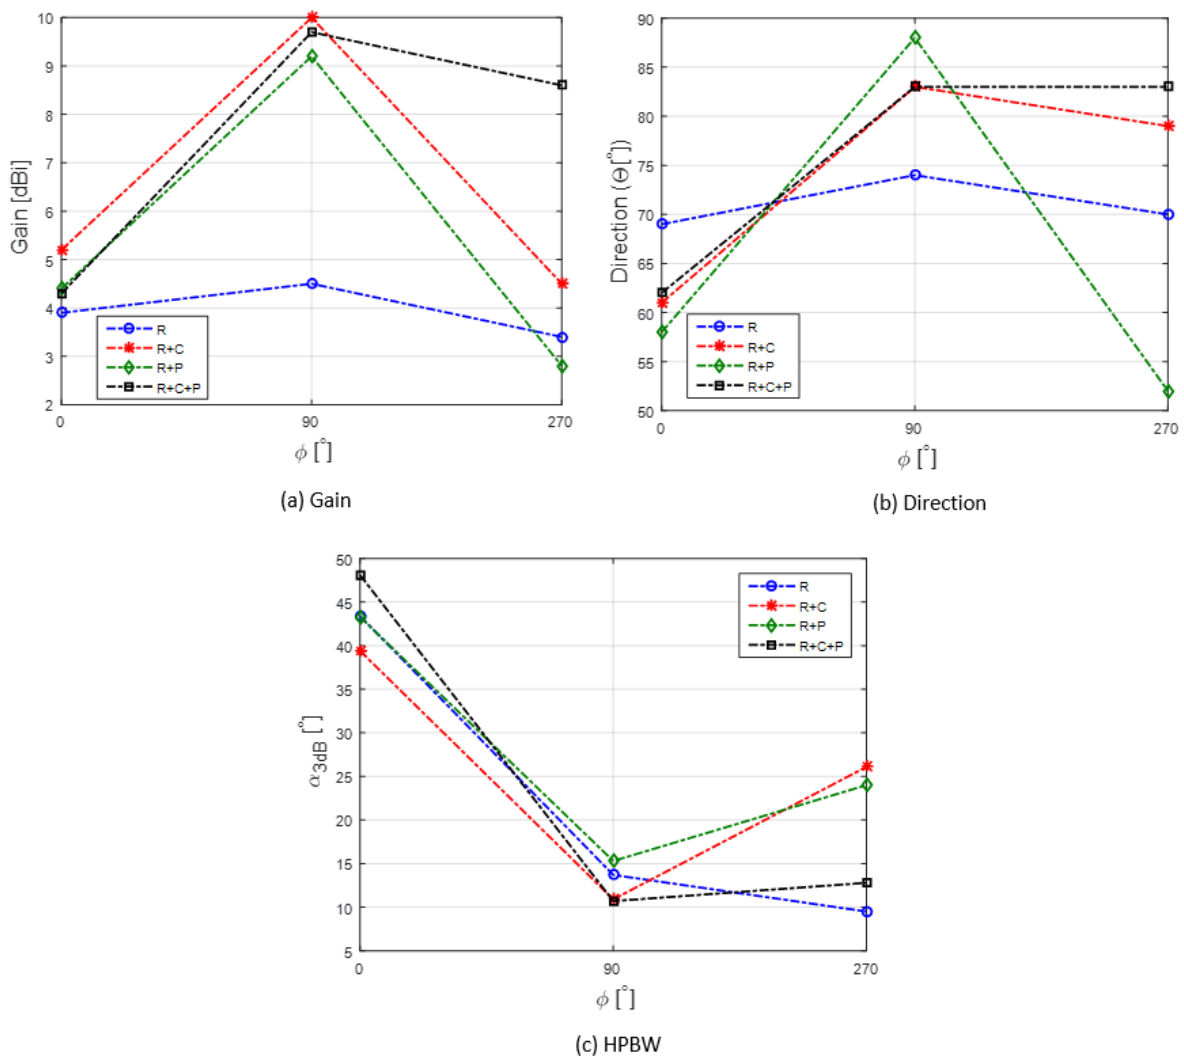 10
9
8
7
6
5
4
3
2
Gain [dBi]
R
R+C
R+P
R+C+P
0
90
270
ϕ [°]
(a) Gain
90
85
80
75
70
65
60
55
50
Direction (Θ[°])
R
R+C
R+P
R+C+P
0
90
270
ϕ [°]
(b) Direction
50
45
40
35
30
25
20
15
10
5
α3dB [°]
R
R+C
R+P
R+C+P
0
90
270
ϕ [°]
(c) HPBW